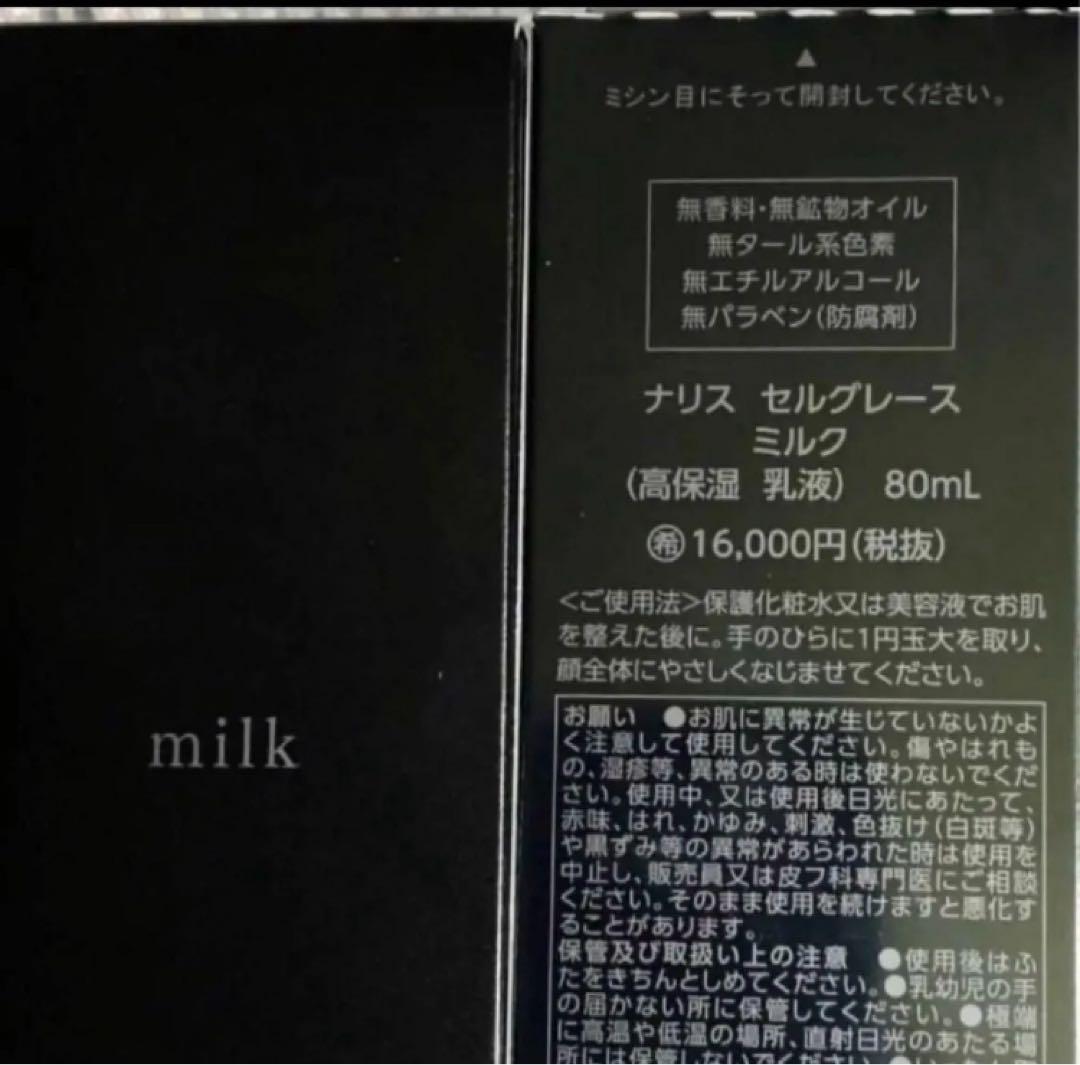 milk
▲
ミシン目にそって開封してください。
無香料・無鉱物オイル
無タール系色素
無エチルアルコール
無パラベン(防腐剤)
ナリス セルグレース
ミルク
(高保湿 乳液) 80mL
㊝16,000円(税抜)
<ご使用法>保護化粧水又は美容液でお肌
を整えた後に。手のひらに1円玉大を取り、
顔全体にやさしくなじませてください。
お願い ●お肌に異常が生じていないかよ
く注意して使用してください。傷やはれも
の、湿疹等、異常のある時は使わないでくだ
さい。使用中、又は使用後日光にあたって、
赤味、はれ、かゆみ、刺激、色抜け(白斑等)
や黒ずみ等の異常があらわれた時は使用を
中止し、販売員又は皮フ科専門医にご相談
ください。そのまま使用を続けますと悪化す
ることがあります。
保管及び取扱い上の注意 ●使用後はふ
たをきちんとしめてください。●乳幼児の手
の届かない所に保管してください。●極端
に高温や低温の場所、直射日光のあたる場
所には保管しないでください。